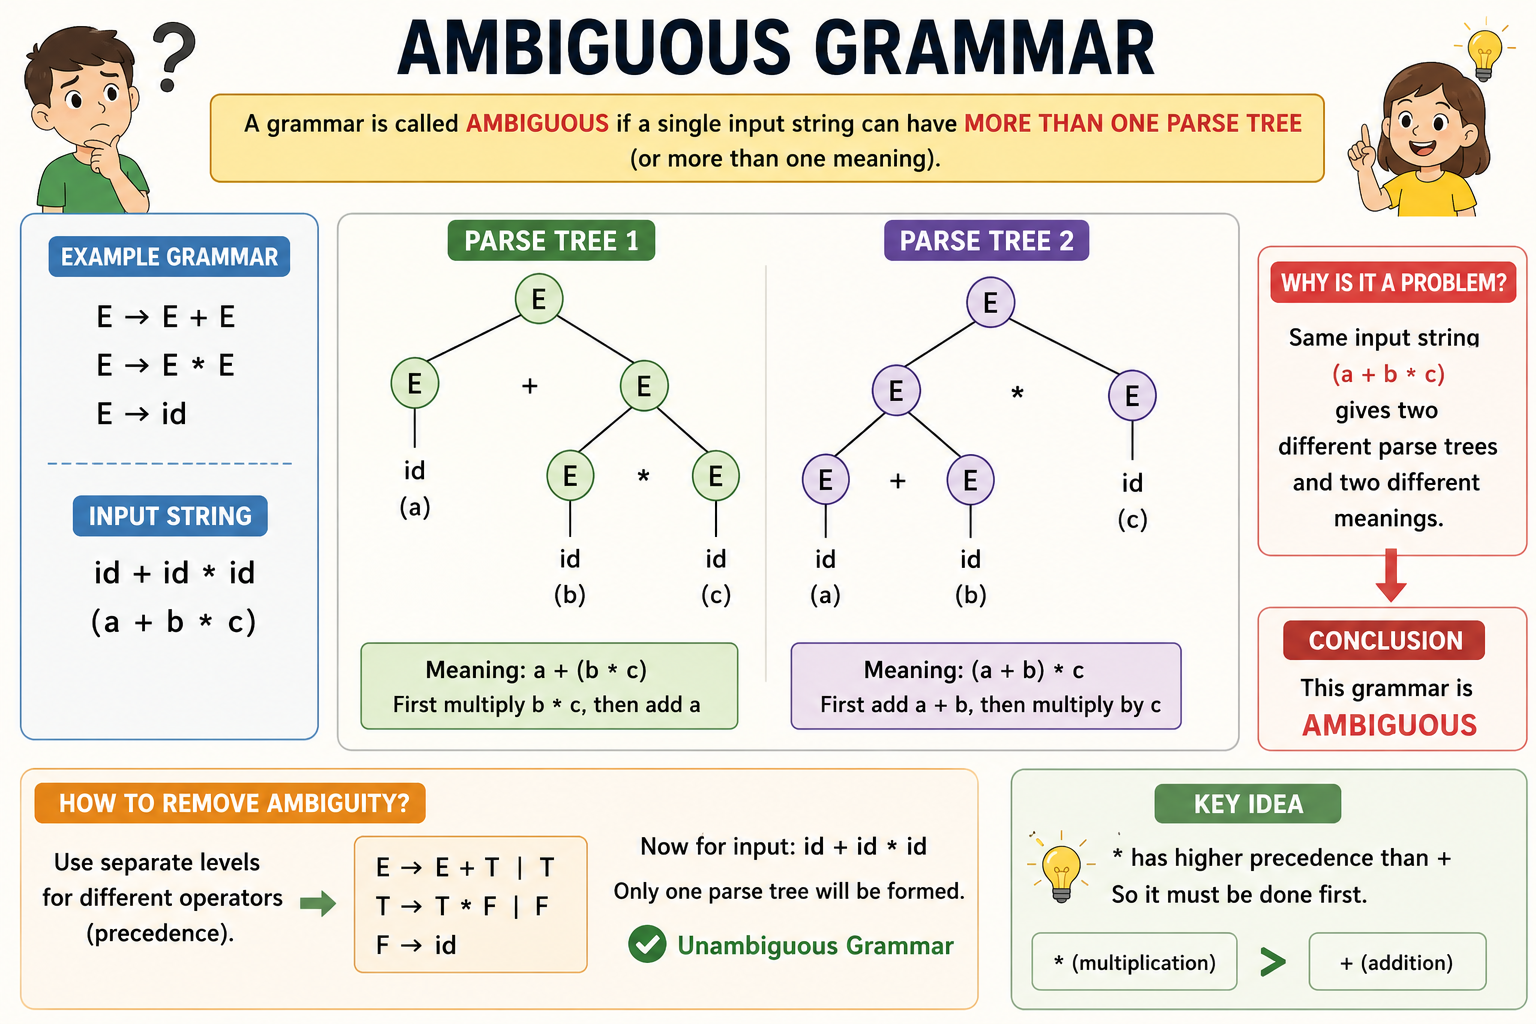 ?
AMBIGUOUS GRAMMAR
A grammar is called AMBIGUOUS if a single input string can have MORE THAN ONE PARSE TREE
(or more than one meaning).
EXAMPLE GRAMMAR
E → E + E
E → E * E
E → id
INPUT STRING
id + id * id
(a + b * c)
PARSE TREE 1
E
E + E
id
(a)
E * E
id id
(b) (c)
Meaning: a + (b * c)
First multiply b * c, then add a
PARSE TREE 2
E
E * E
id
(c)
E + E
id id
(a) (b)
Meaning: (a + b) * c
First add a + b, then multiply by c
WHY IS IT A PROBLEM?
Same input string
(a + b * c)
gives two
different parse trees
and two different
meanings.
CONCLUSION
This grammar is
AMBIGUOUS
HOW TO REMOVE AMBIGUITY?
Use separate levels
for different operators
(precedence).
E → E + T | T
T → T * F | F
F → id
Now for input: id + id * id
Only one parse tree will be formed.
Unambiguous Grammar
KEY IDEA
* has higher precedence than +
So it must be done first.
* (multiplication) > + (addition)